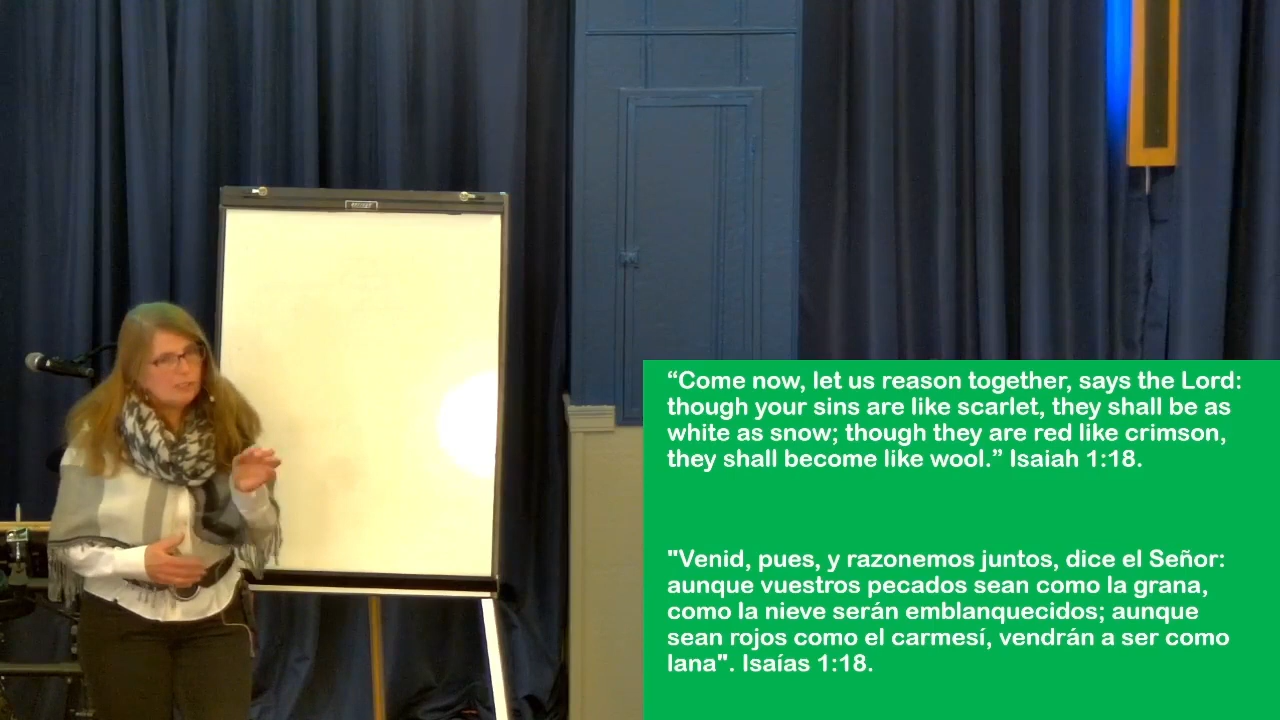 “Come now, let us reason together, says the Lord:
though your sins are like scarlet, they shall be as
white as snow; though they are red like crimson,
they shall become like wool.” Isaiah 1:18.
"Venid, pues, y razonemos juntos, dice el Señor:
aunque vuestros pecados sean como la grana,
como la nieve serán emblanquecidos; aunque
sean rojos como el carmesí, vendrán a ser como
lana". Isaías 1:18.